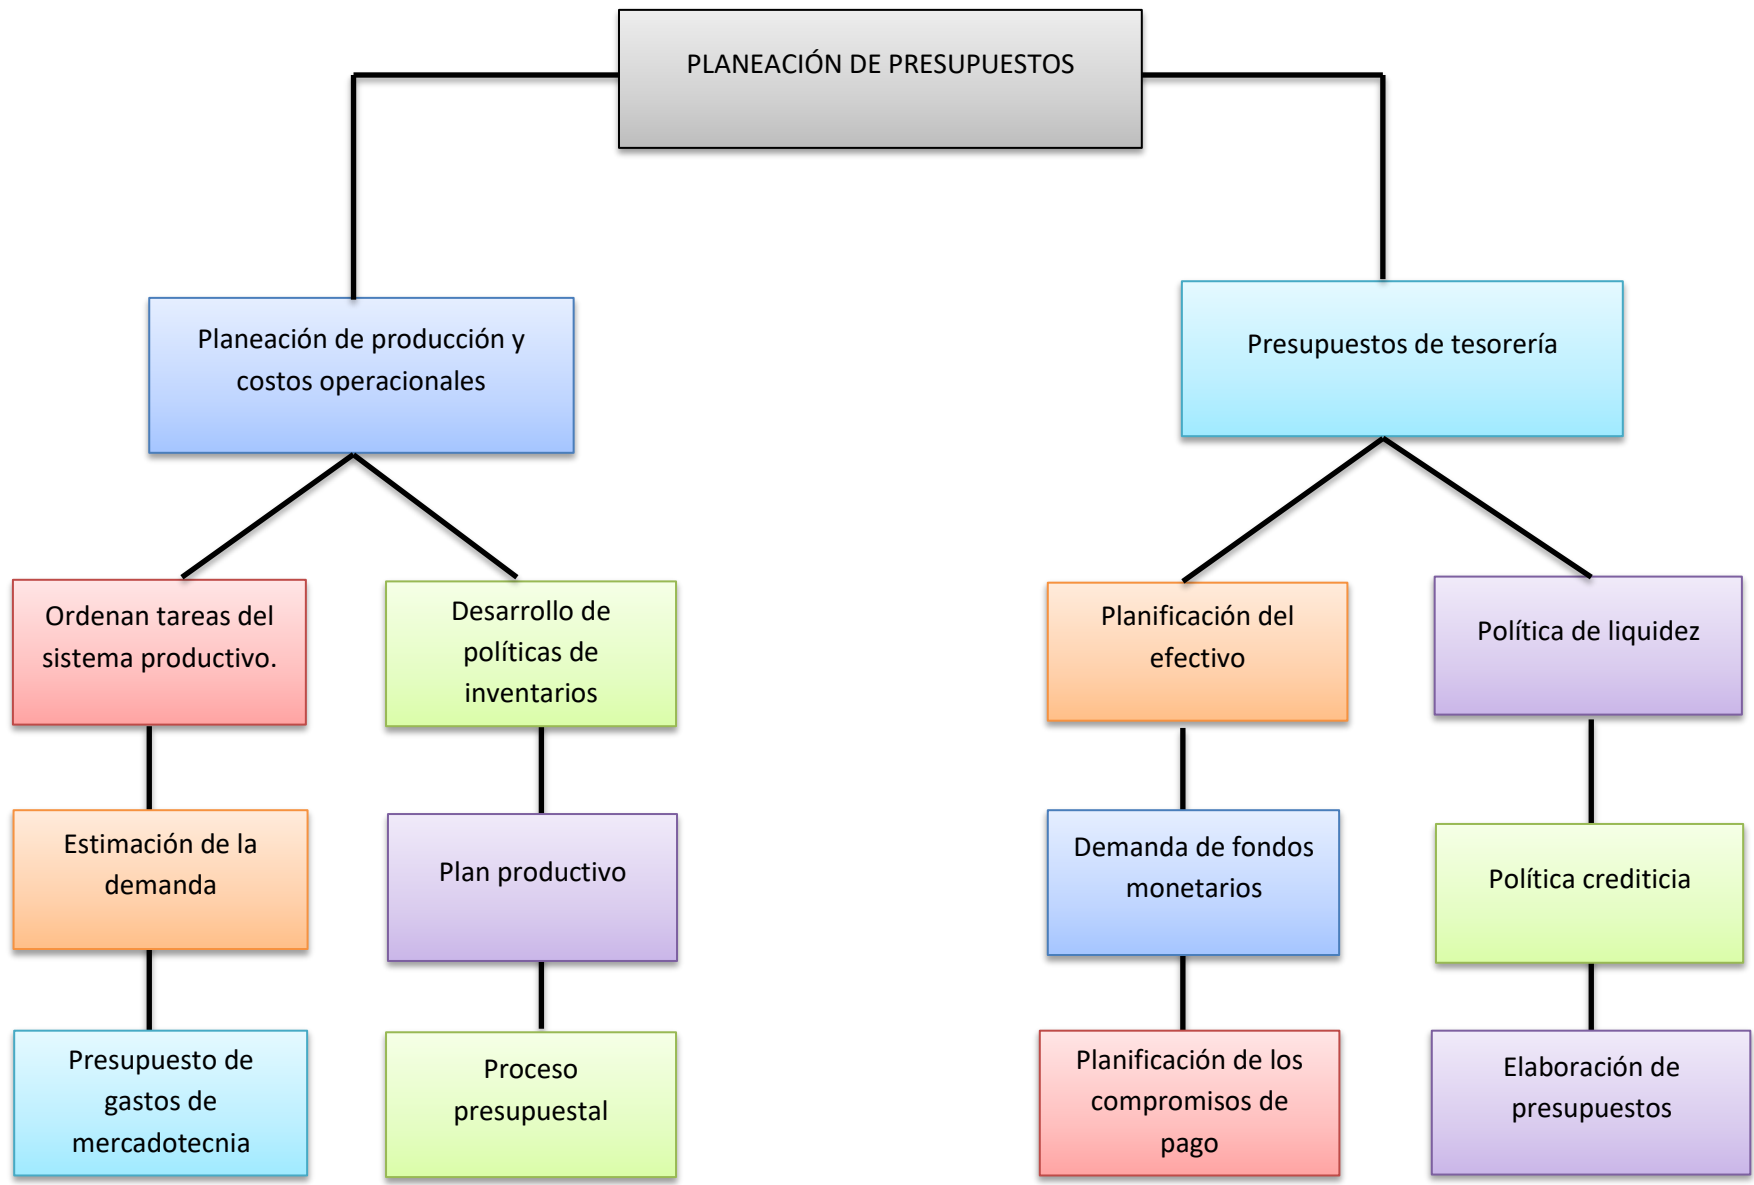 PLANEACIÓN DE PRESUPUESTOS
Planeación de producción y
costos operacionales
Presupuestos de tesorería
Ordenan tareas del
sistema productivo.
Desarrollo de
políticas de
inventarios
Planificación del
efectivo
Política de liquidez
Estimación de la
demanda
Plan productivo
Demanda de fondos
monetarios
Política crediticia
Presupuesto de
gastos de
mercadotecnia
Proceso
presupuestal
Planificación de los
compromisos de
pago
Elaboración de
presupuestos